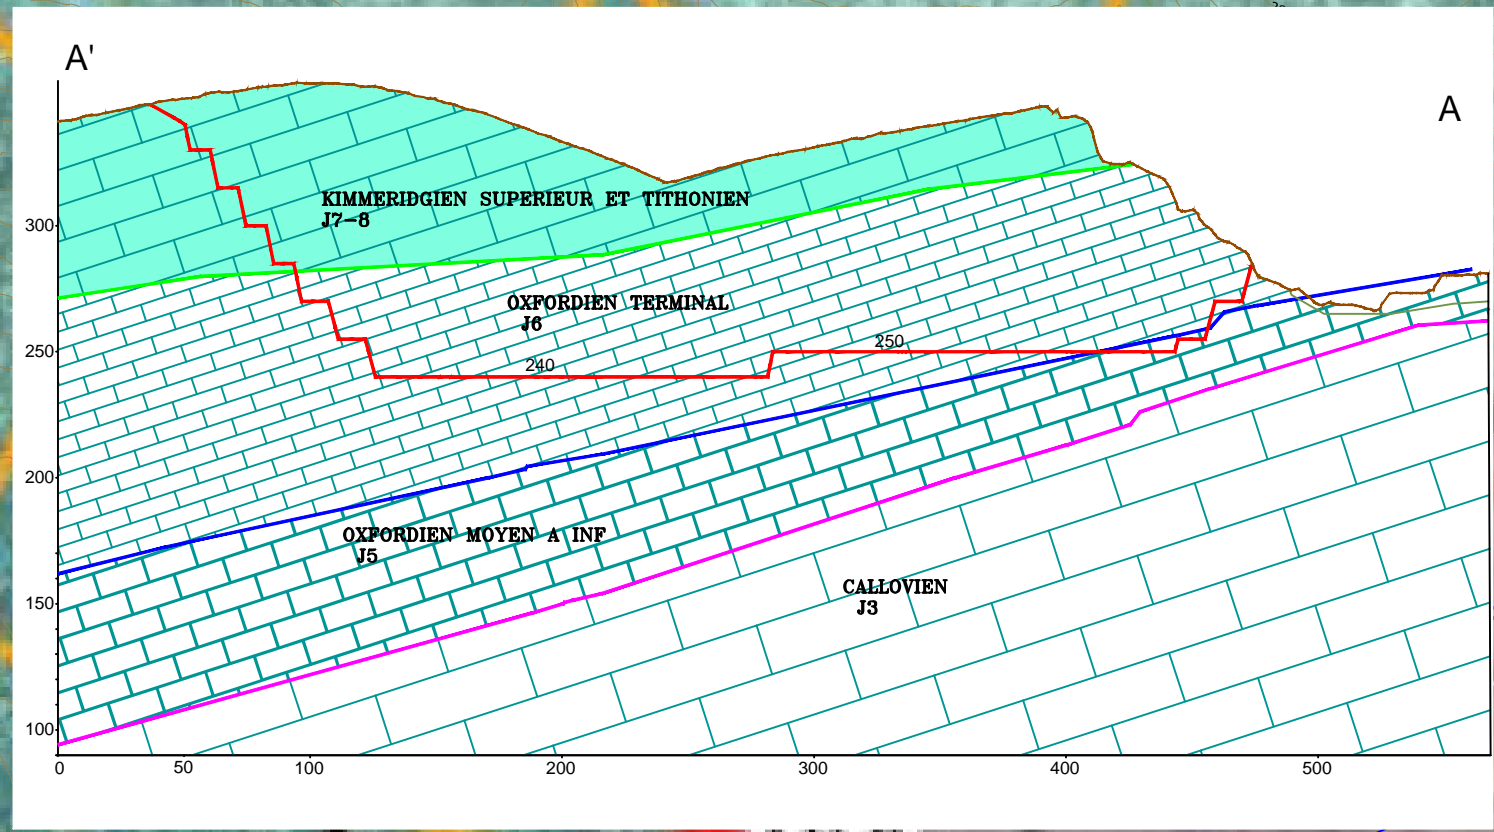 A'
A
KIMMERIDGIEN SUPERIEUR ET TITHONIEN
J7-8
300
OXFORDIEN TERMINAL
J6
250
250
240
200
OXFORDIEN MOYEN A INF
J5
CALLOVIEN
J3
150
100
0 50 100 200 300 400 500